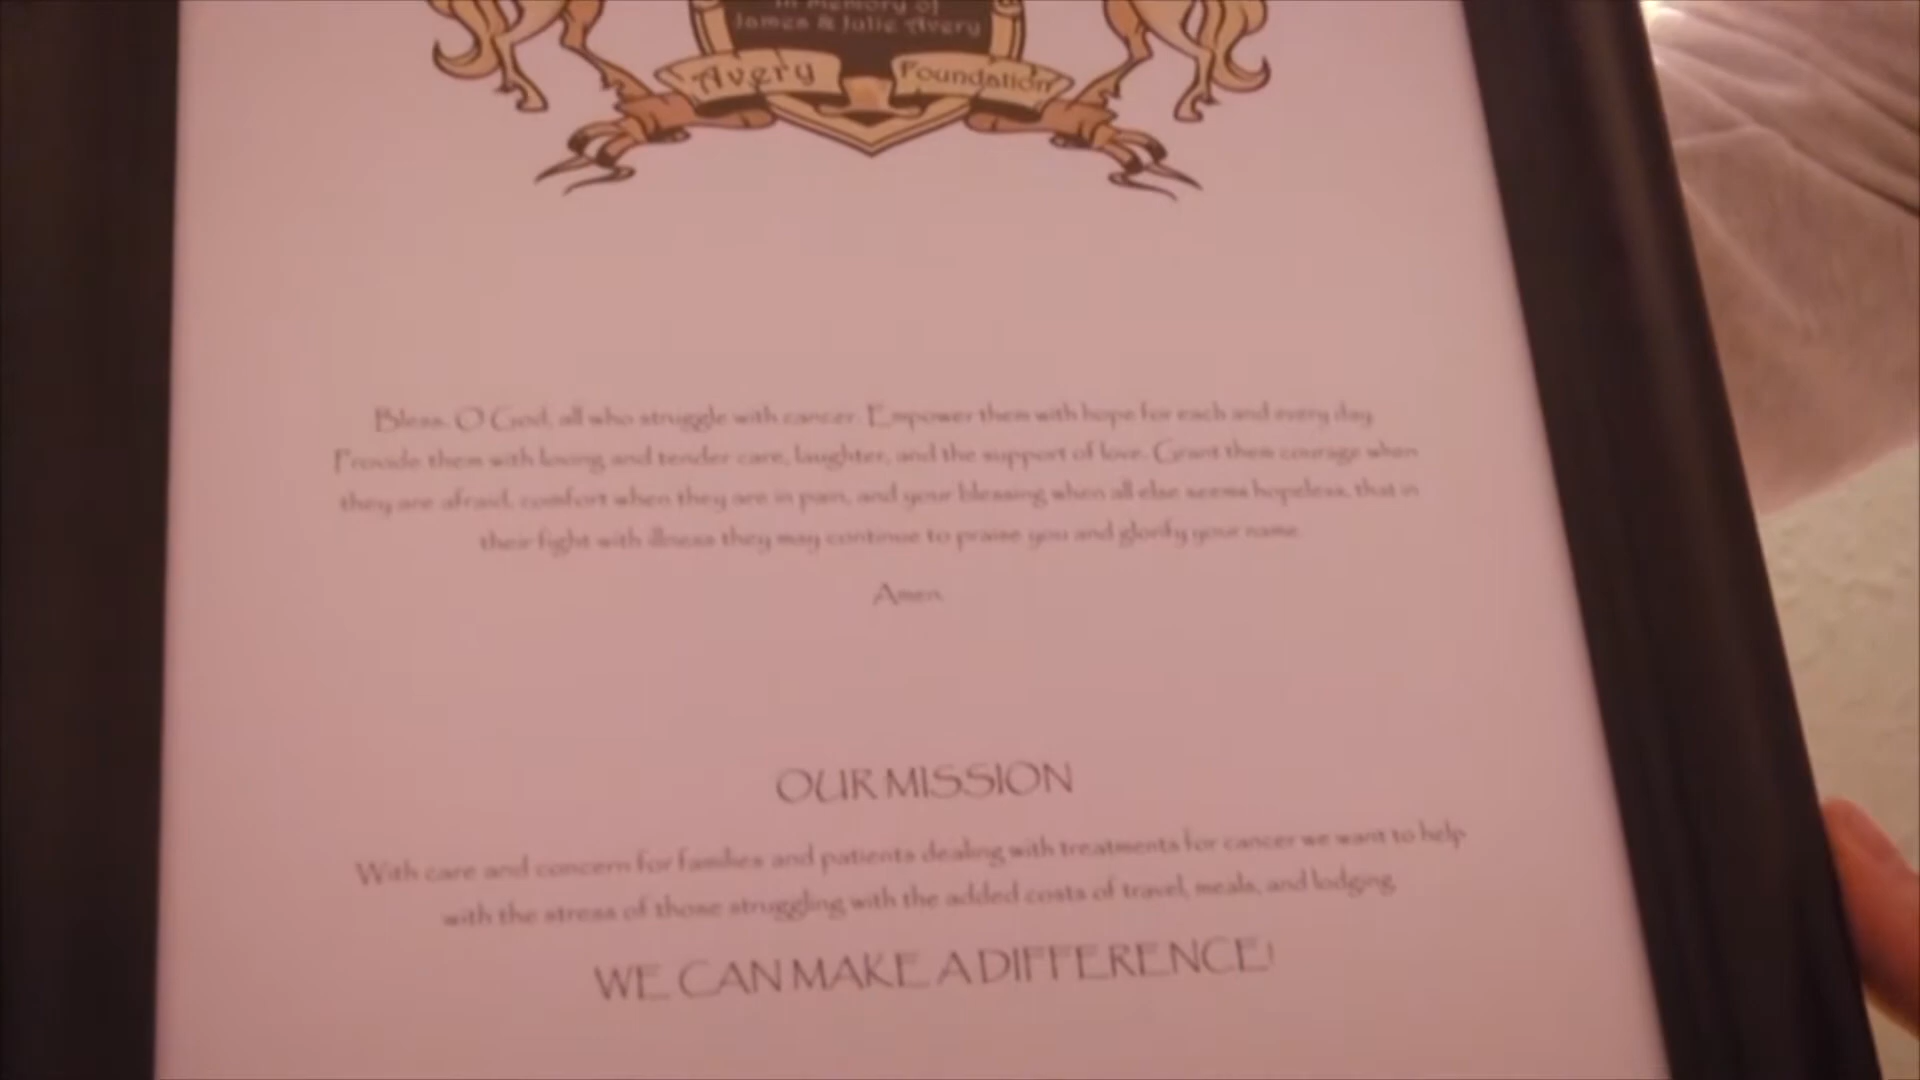 In Memory of
James & Julie Avery
Avery Foundation
Bless, O God, all who struggle with cancer. Empower them with hope for each and every day
Provide them with loving and tender care, laughter, and the support of love. Grant them courage when
they are afraid, comfort when they are in pain, and your blessing when all else seems hopeless, that in
their fight with illness they may continue to praise you and glorify your name.
Amen.
OUR MISSION
With care and concern for families and patients dealing with treatments for cancer we want to help
with the stress of those struggling with the added costs of travel, meals, and lodging.
WE CAN MAKE A DIFFERENCE!